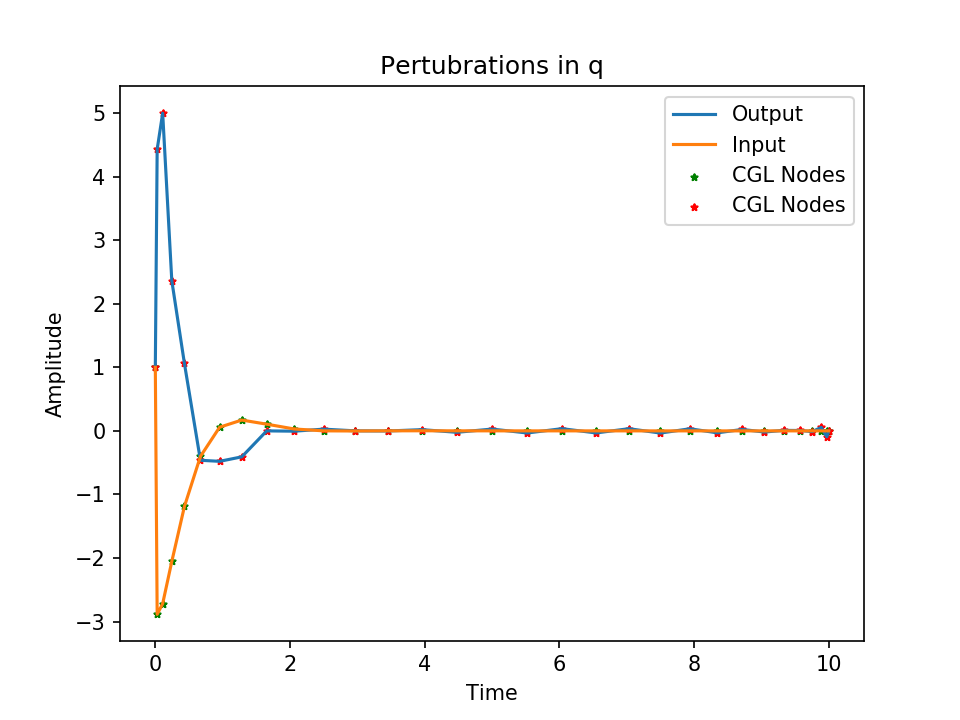 Pertubrations in q
Output
Input
CGL Nodes
CGL Nodes
5
4
3
2
1
0
−1
−2
−3
Amplitude
0 2 4 6 8 10
Time